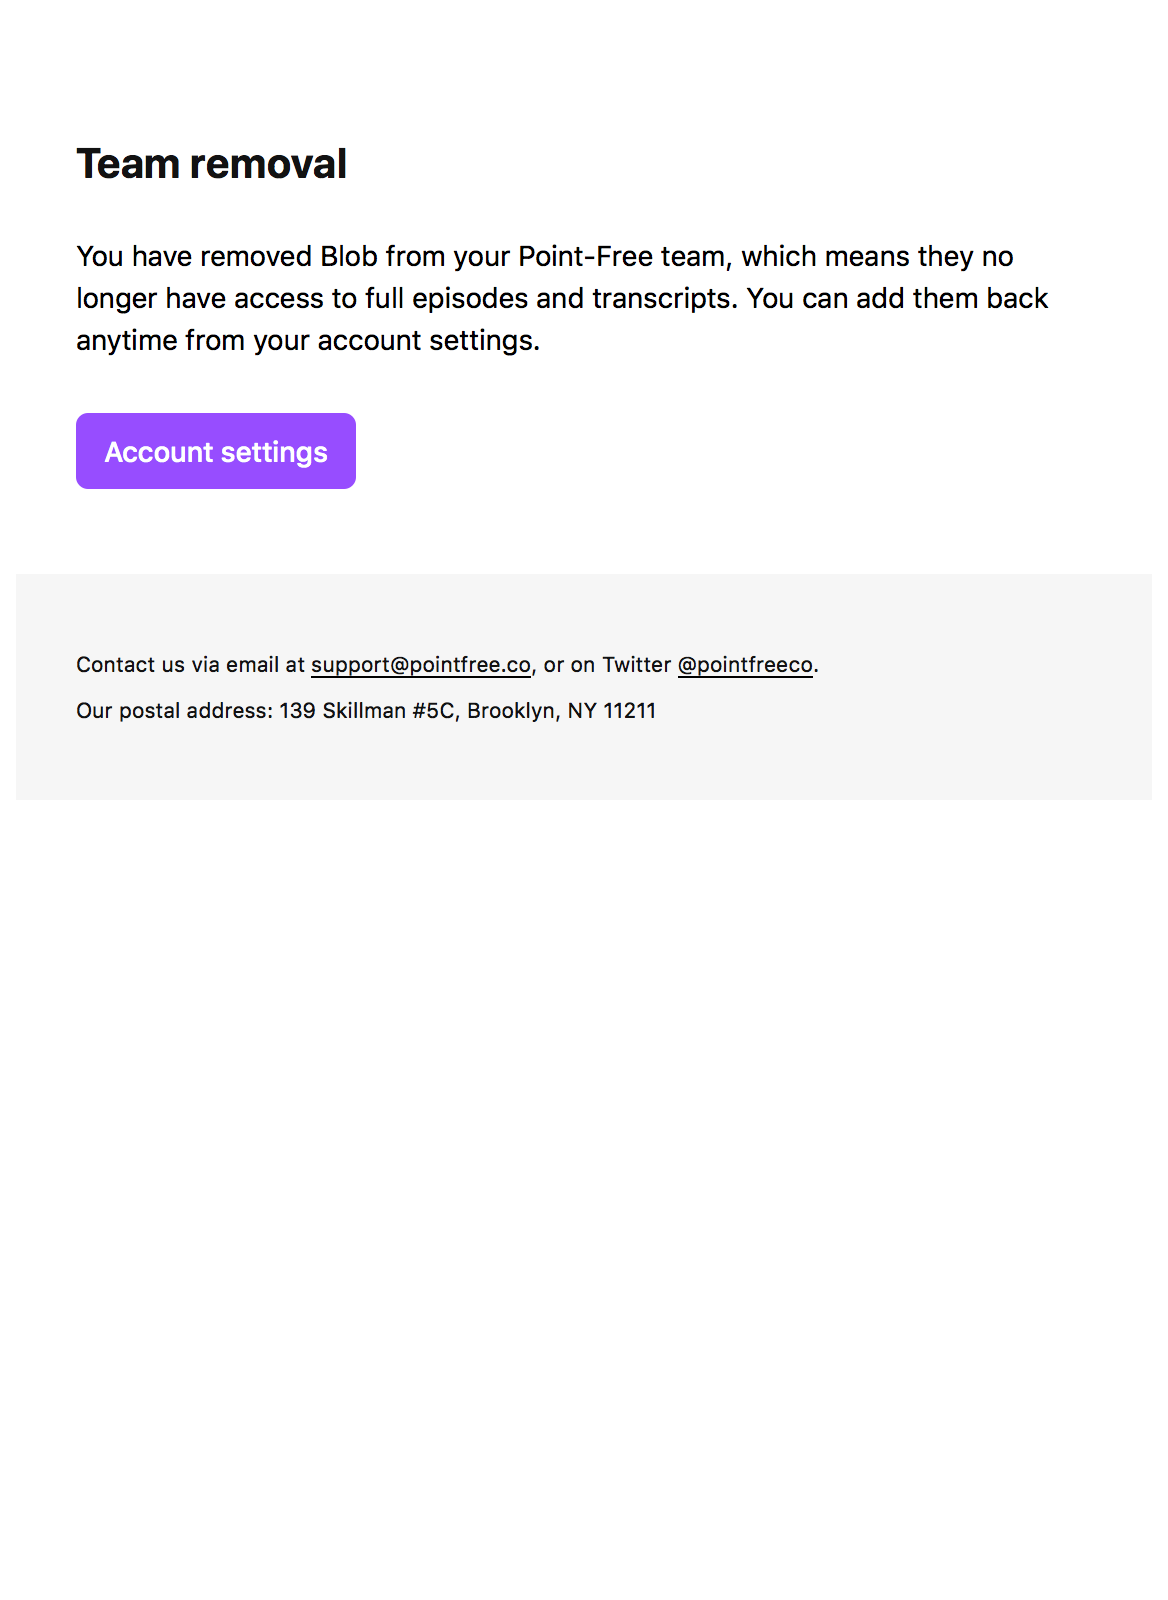 Team removal
You have removed Blob from your Point-Free team, which means they no
longer have access to full episodes and transcripts. You can add them back
anytime from your account settings.
Account settings
Contact us via email at support@pointfree.co, or on Twitter @pointfreeco.
Our postal address: 139 Skillman #5C, Brooklyn, NY 11211